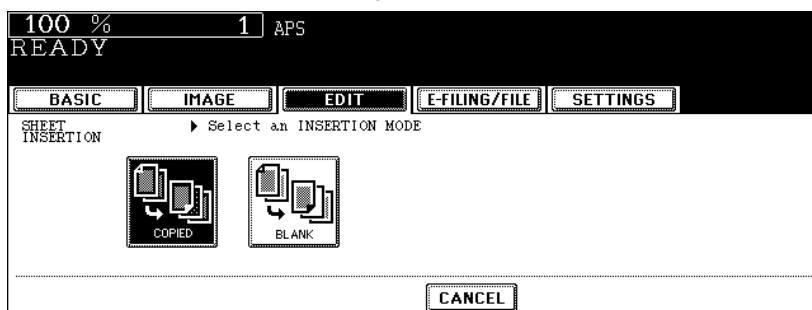 100 % 1 APS
READY
BASIC IMAGE EDIT E-FILING/FILE SETTINGS
SHEET INSERTION
Select an INSERTION MODE
COPIED BLANK
CANCEL